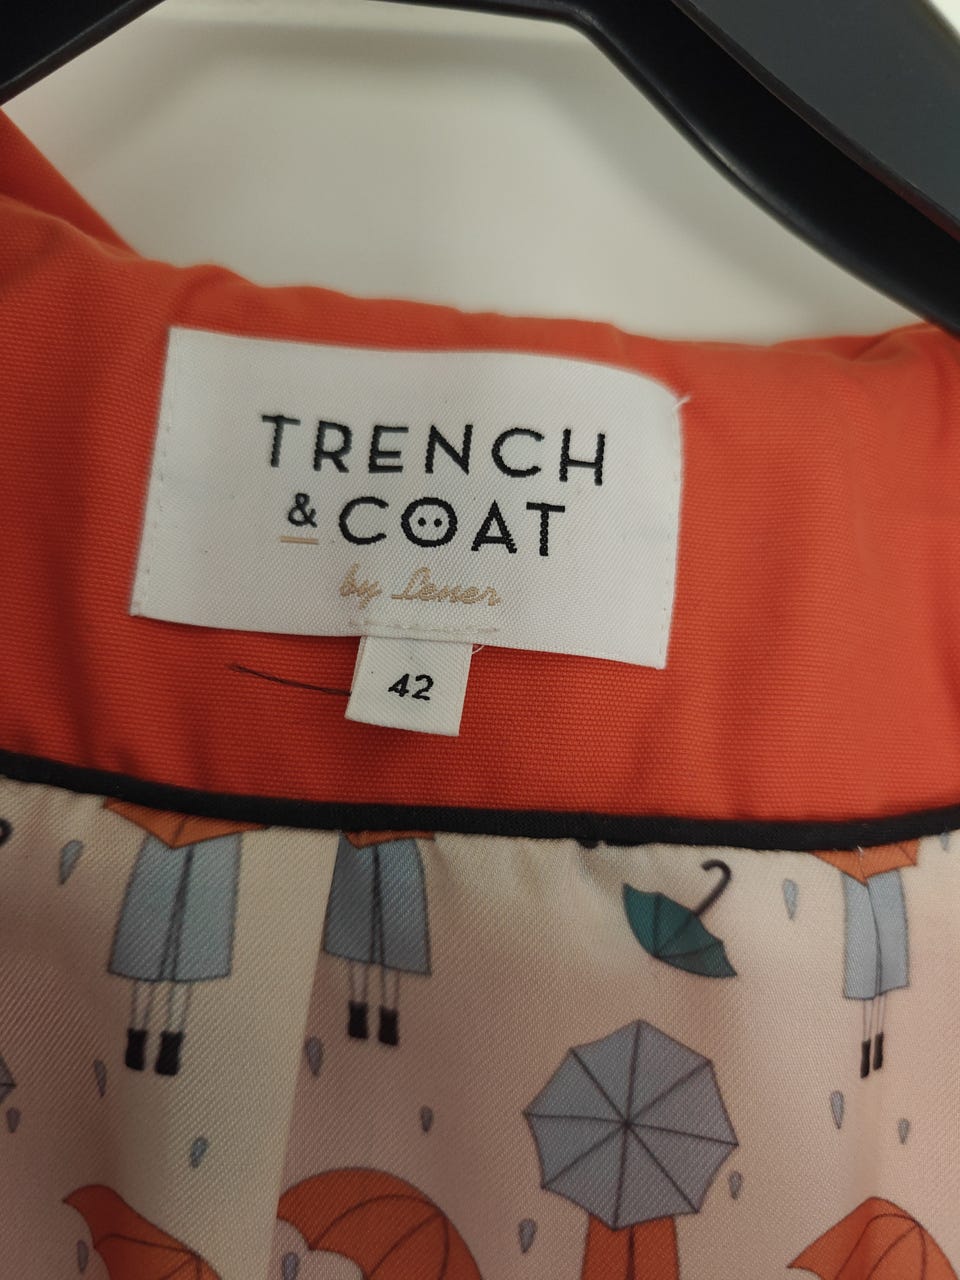 TRENCH
& COAT
by Lener
42